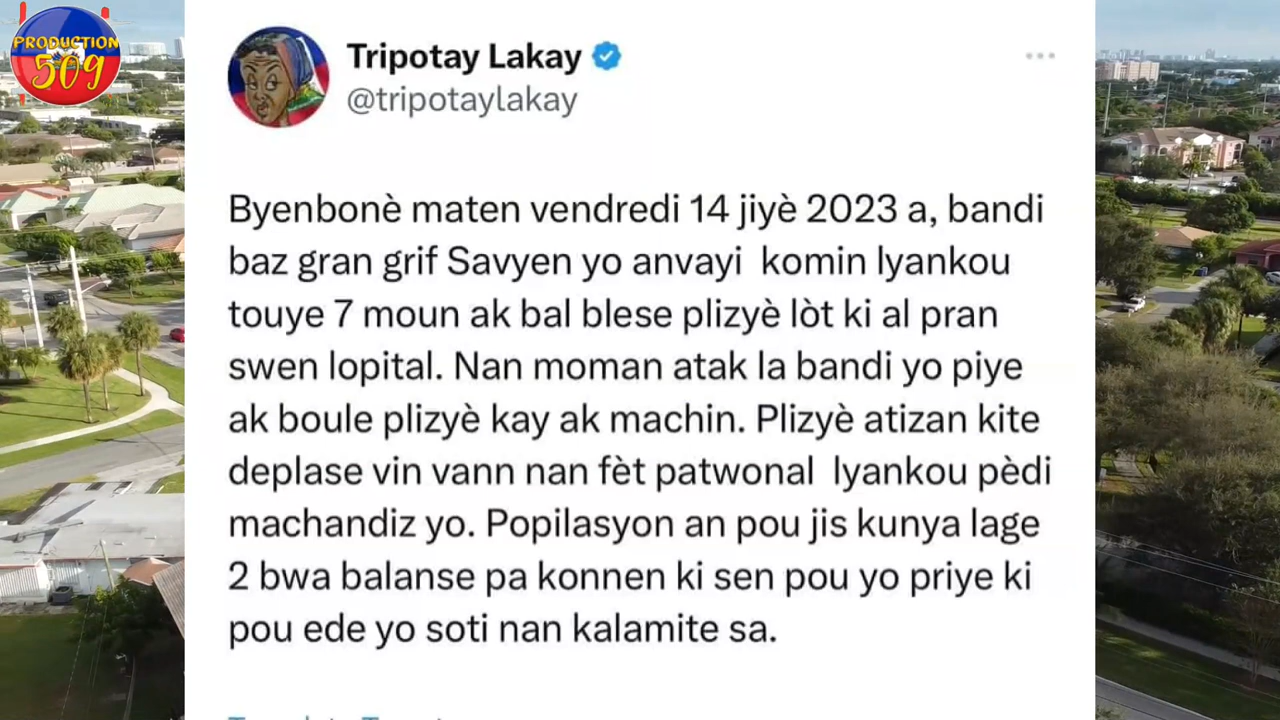 PRODUCTION
509
Tripotay Lakay
@tripotaylakay
Byenbonè maten vendredi 14 jiyè 2023 a, bandi
baz gran grif Savyen yo anvayi komin lyankou
touye 7 moun ak bal blese plizyè lòt ki al pran
swen lopital. Nan moman atak la bandi yo piye
ak boule plizyè kay ak machin. Plizyè atizan kite
deplase vin vann nan fèt patwonal lyankou pèdi
machandiz yo. Popilasyon an pou jis kunya lage
2 bwa balanse pa konnen ki sen pou yo priye ki
pou ede yo soti nan kalamite sa.